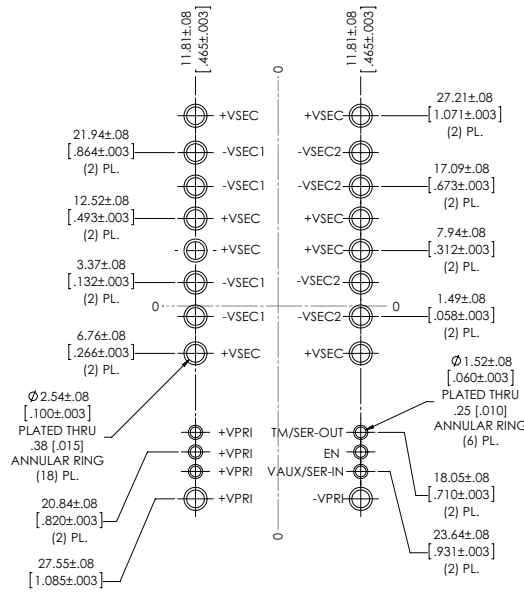 11.81±.08
[.465±.003]
11.81±.08
[.465±.003]
0
+VSEC
+VSEC
27.21±.08
[1.071±.003]
(2) PL.
21.94±.08
[.864±.003]
(2) PL.
-VSEC1
-VSEC2
-VSEC1
-VSEC2
17.09±.08
[.673±.003]
(2) PL.
12.52±.08
[.493±.003]
(2) PL.
+VSEC
+VSEC
+VSEC
+VSEC
7.94±.08
[.312±.003]
(2) PL.
3.37±.08
[.132±.003]
(2) PL.
-VSEC1
-VSEC2
0
0
-VSEC1
-VSEC2
1.49±.08
[.058±.003]
(2) PL.
6.76±.08
[.266±.003]
(2) PL.
+VSEC
+VSEC
Ø2.54±.08
[.100±.003]
PLATED THRU
.38 [.015]
ANNULAR RING
(18) PL.
Ø1.52±.08
[.060±.003]
PLATED THRU
.25 [.010]
ANNULAR RING
(6) PL.
+VPRI
TM/SER-OUT
+VPRI
EN
+VPRI
VAUX/SER-IN
+VPRI
-VPRI
20.84±.08
[.820±.003]
(2) PL.
18.05±.08
[.710±.003]
(2) PL.
27.55±.08
[1.085±.003]
23.64±.08
[.931±.003]
(2) PL.
0